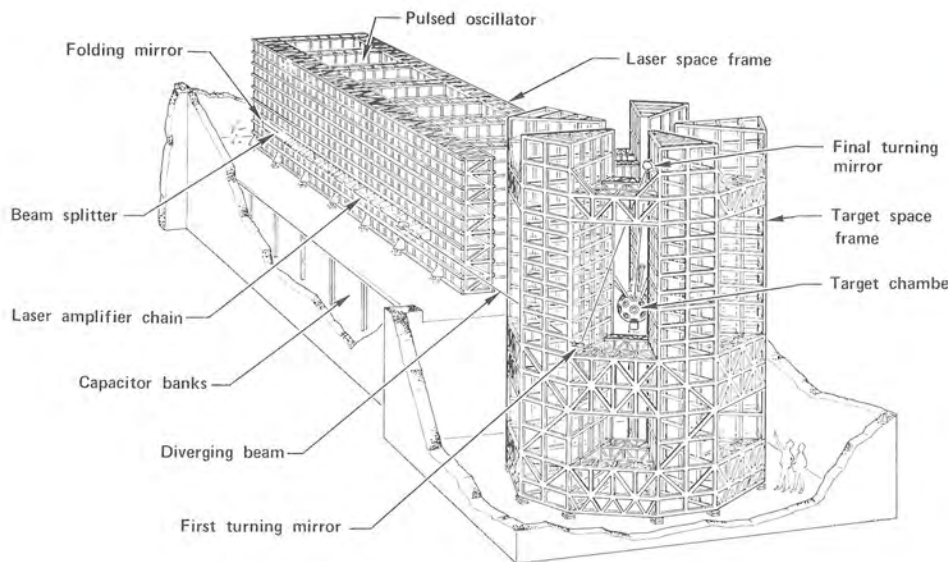 Pulsed oscillator
Folding mirror
Laser space frame
Final turning
mirror
Beam splitter
Target space
frame
Target chamber
Laser amplifier chain
Capacitor banks
Diverging beam
First turning mirror